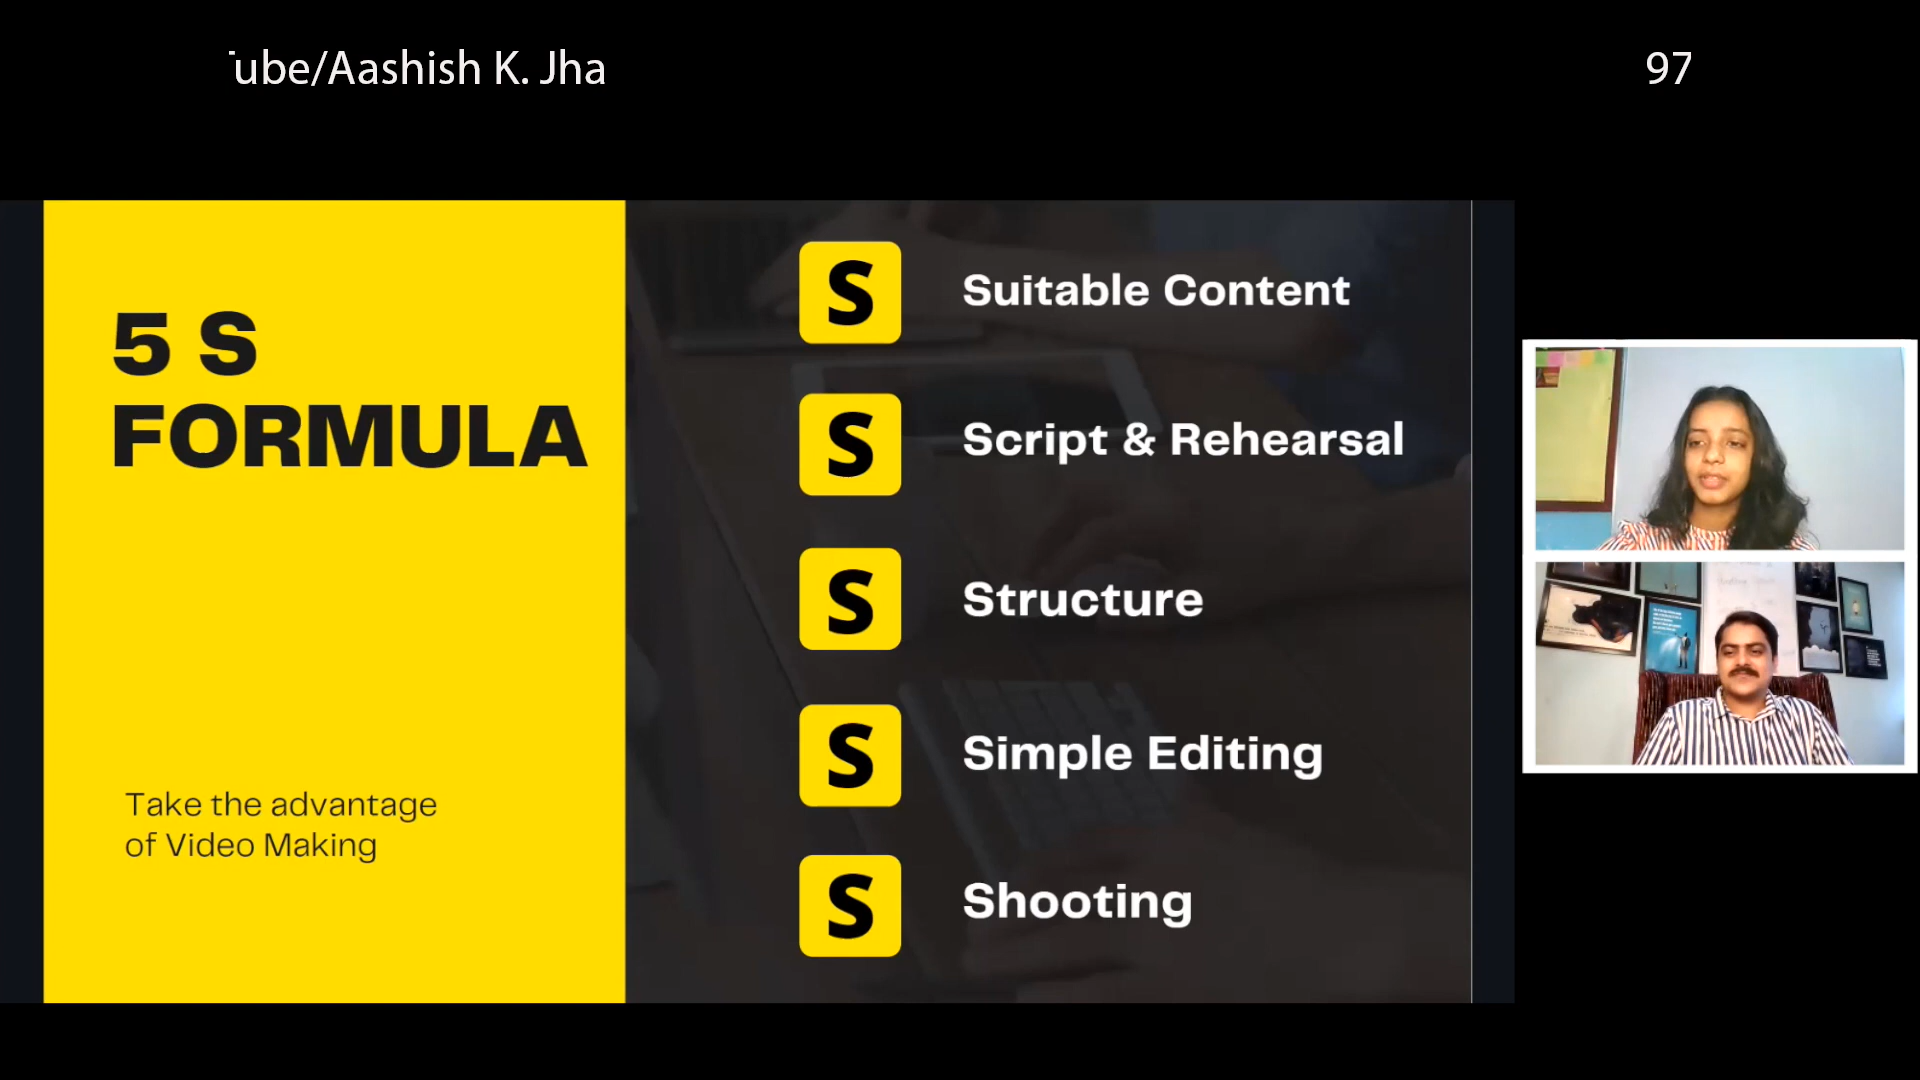 ube/Aashish K. Jha
97
5 S
FORMULA
Take the advantage
of Video Making
S Suitable Content
S Script & Rehearsal
S Structure
S Simple Editing
S Shooting